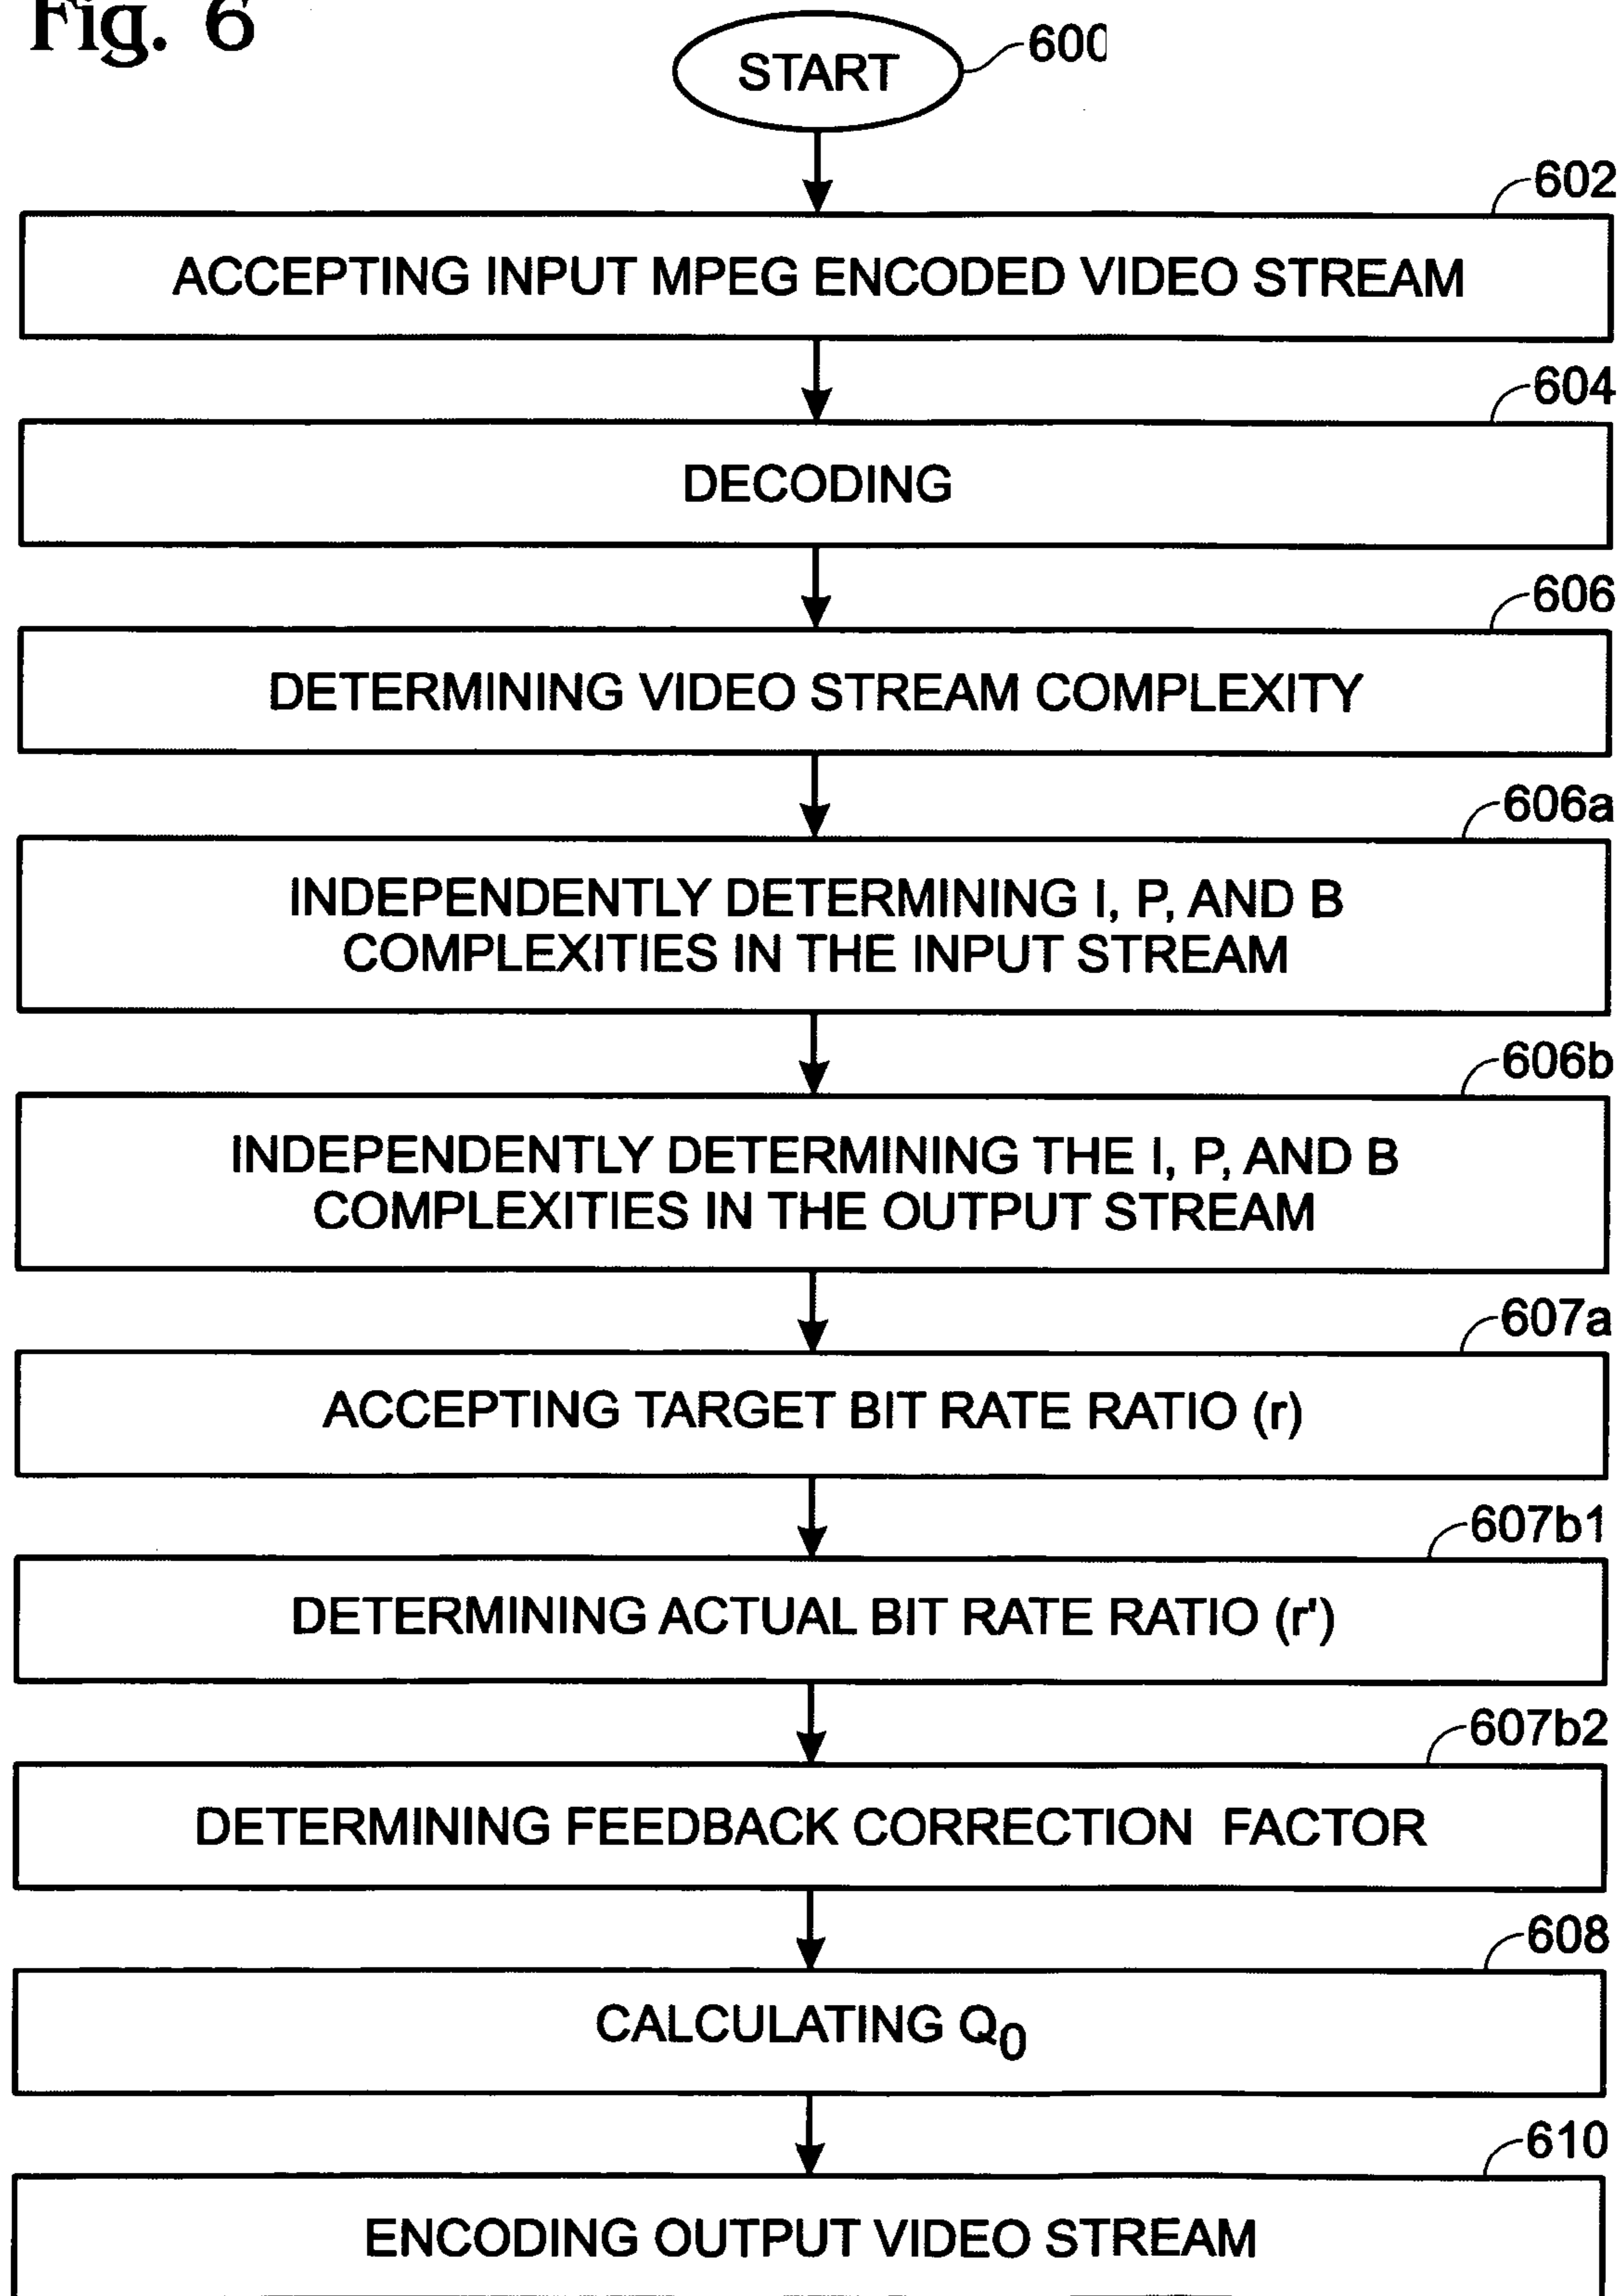 Fig. 6
START
600
602
ACCEPTING INPUT MPEG ENCODED VIDEO STREAM
604
DECODING
606
DETERMINING VIDEO STREAM COMPLEXITY
606a
INDEPENDENTLY DETERMINING I, P, AND B
COMPLEXITIES IN THE INPUT STREAM
606b
INDEPENDENTLY DETERMINING THE I, P, AND B
COMPLEXITIES IN THE OUTPUT STREAM
607a
ACCEPTING TARGET BIT RATE RATIO (r)
607b1
DETERMINING ACTUAL BIT RATE RATIO (r')
607b2
DETERMINING FEEDBACK CORRECTION FACTOR
608
CALCULATING Q₀
610
ENCODING OUTPUT VIDEO STREAM